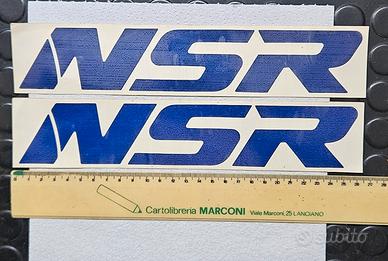 NSR
NSR
Cartolibreria MARCONI Viale Marconi, 25 LANCIANO
subito